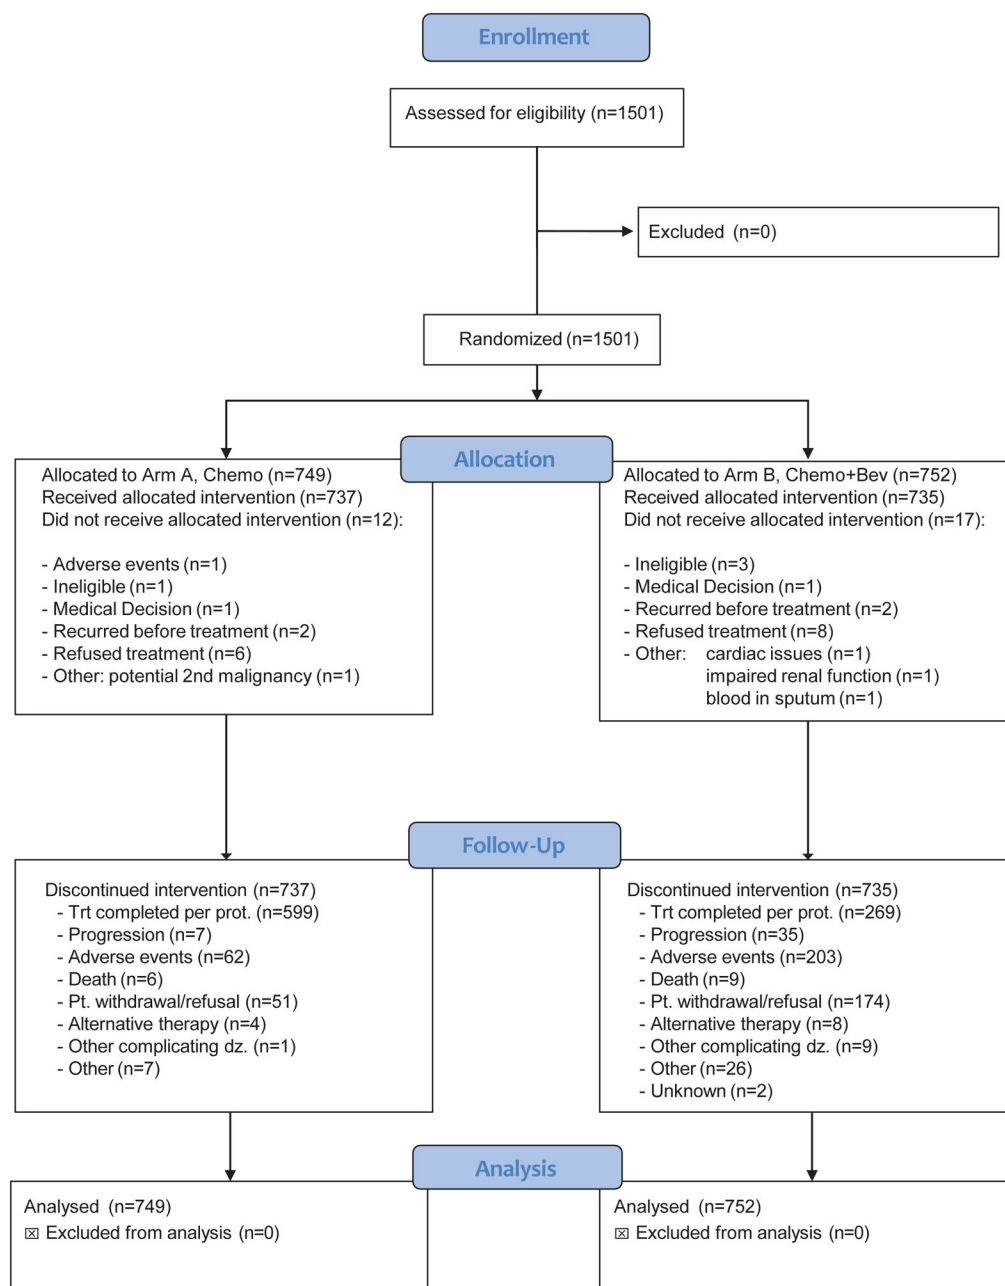 Enrollment
Assessed for eligibility (n=1501)
Excluded (n=0)
Randomized (n=1501)
Allocation
Allocated to Arm A, Chemo (n=749)
Received allocated intervention (n=737)
Did not receive allocated intervention (n=12):
- Adverse events (n=1)
- Ineligible (n=1)
- Medical Decision (n=1)
- Recurred before treatment (n=2)
- Refused treatment (n=6)
- Other: potential 2nd malignancy (n=1)
Allocated to Arm B, Chemo+Bev (n=752)
Received allocated intervention (n=735)
Did not receive allocated intervention (n=17):
- Ineligible (n=3)
- Medical Decision (n=1)
- Recurred before treatment (n=2)
- Refused treatment (n=8)
- Other: cardiac issues (n=1)
impaired renal function (n=1)
blood in sputum (n=1)
Follow-Up
Discontinued intervention (n=737)
- Trt completed per prot. (n=599)
- Progression (n=7)
- Adverse events (n=62)
- Death (n=6)
- Pt. withdrawal/refusal (n=51)
- Alternative therapy (n=4)
- Other complicating dz. (n=1)
- Other (n=7)
Discontinued intervention (n=735)
- Trt completed per prot. (n=269)
- Progression (n=35)
- Adverse events (n=203)
- Death (n=9)
- Pt. withdrawal/refusal (n=174)
- Alternative therapy (n=8)
- Other complicating dz. (n=9)
- Other (n=26)
- Unknown (n=2)
Analysis
Analysed (n=749)
☒ Excluded from analysis (n=0)
Analysed (n=752)
☒ Excluded from analysis (n=0)